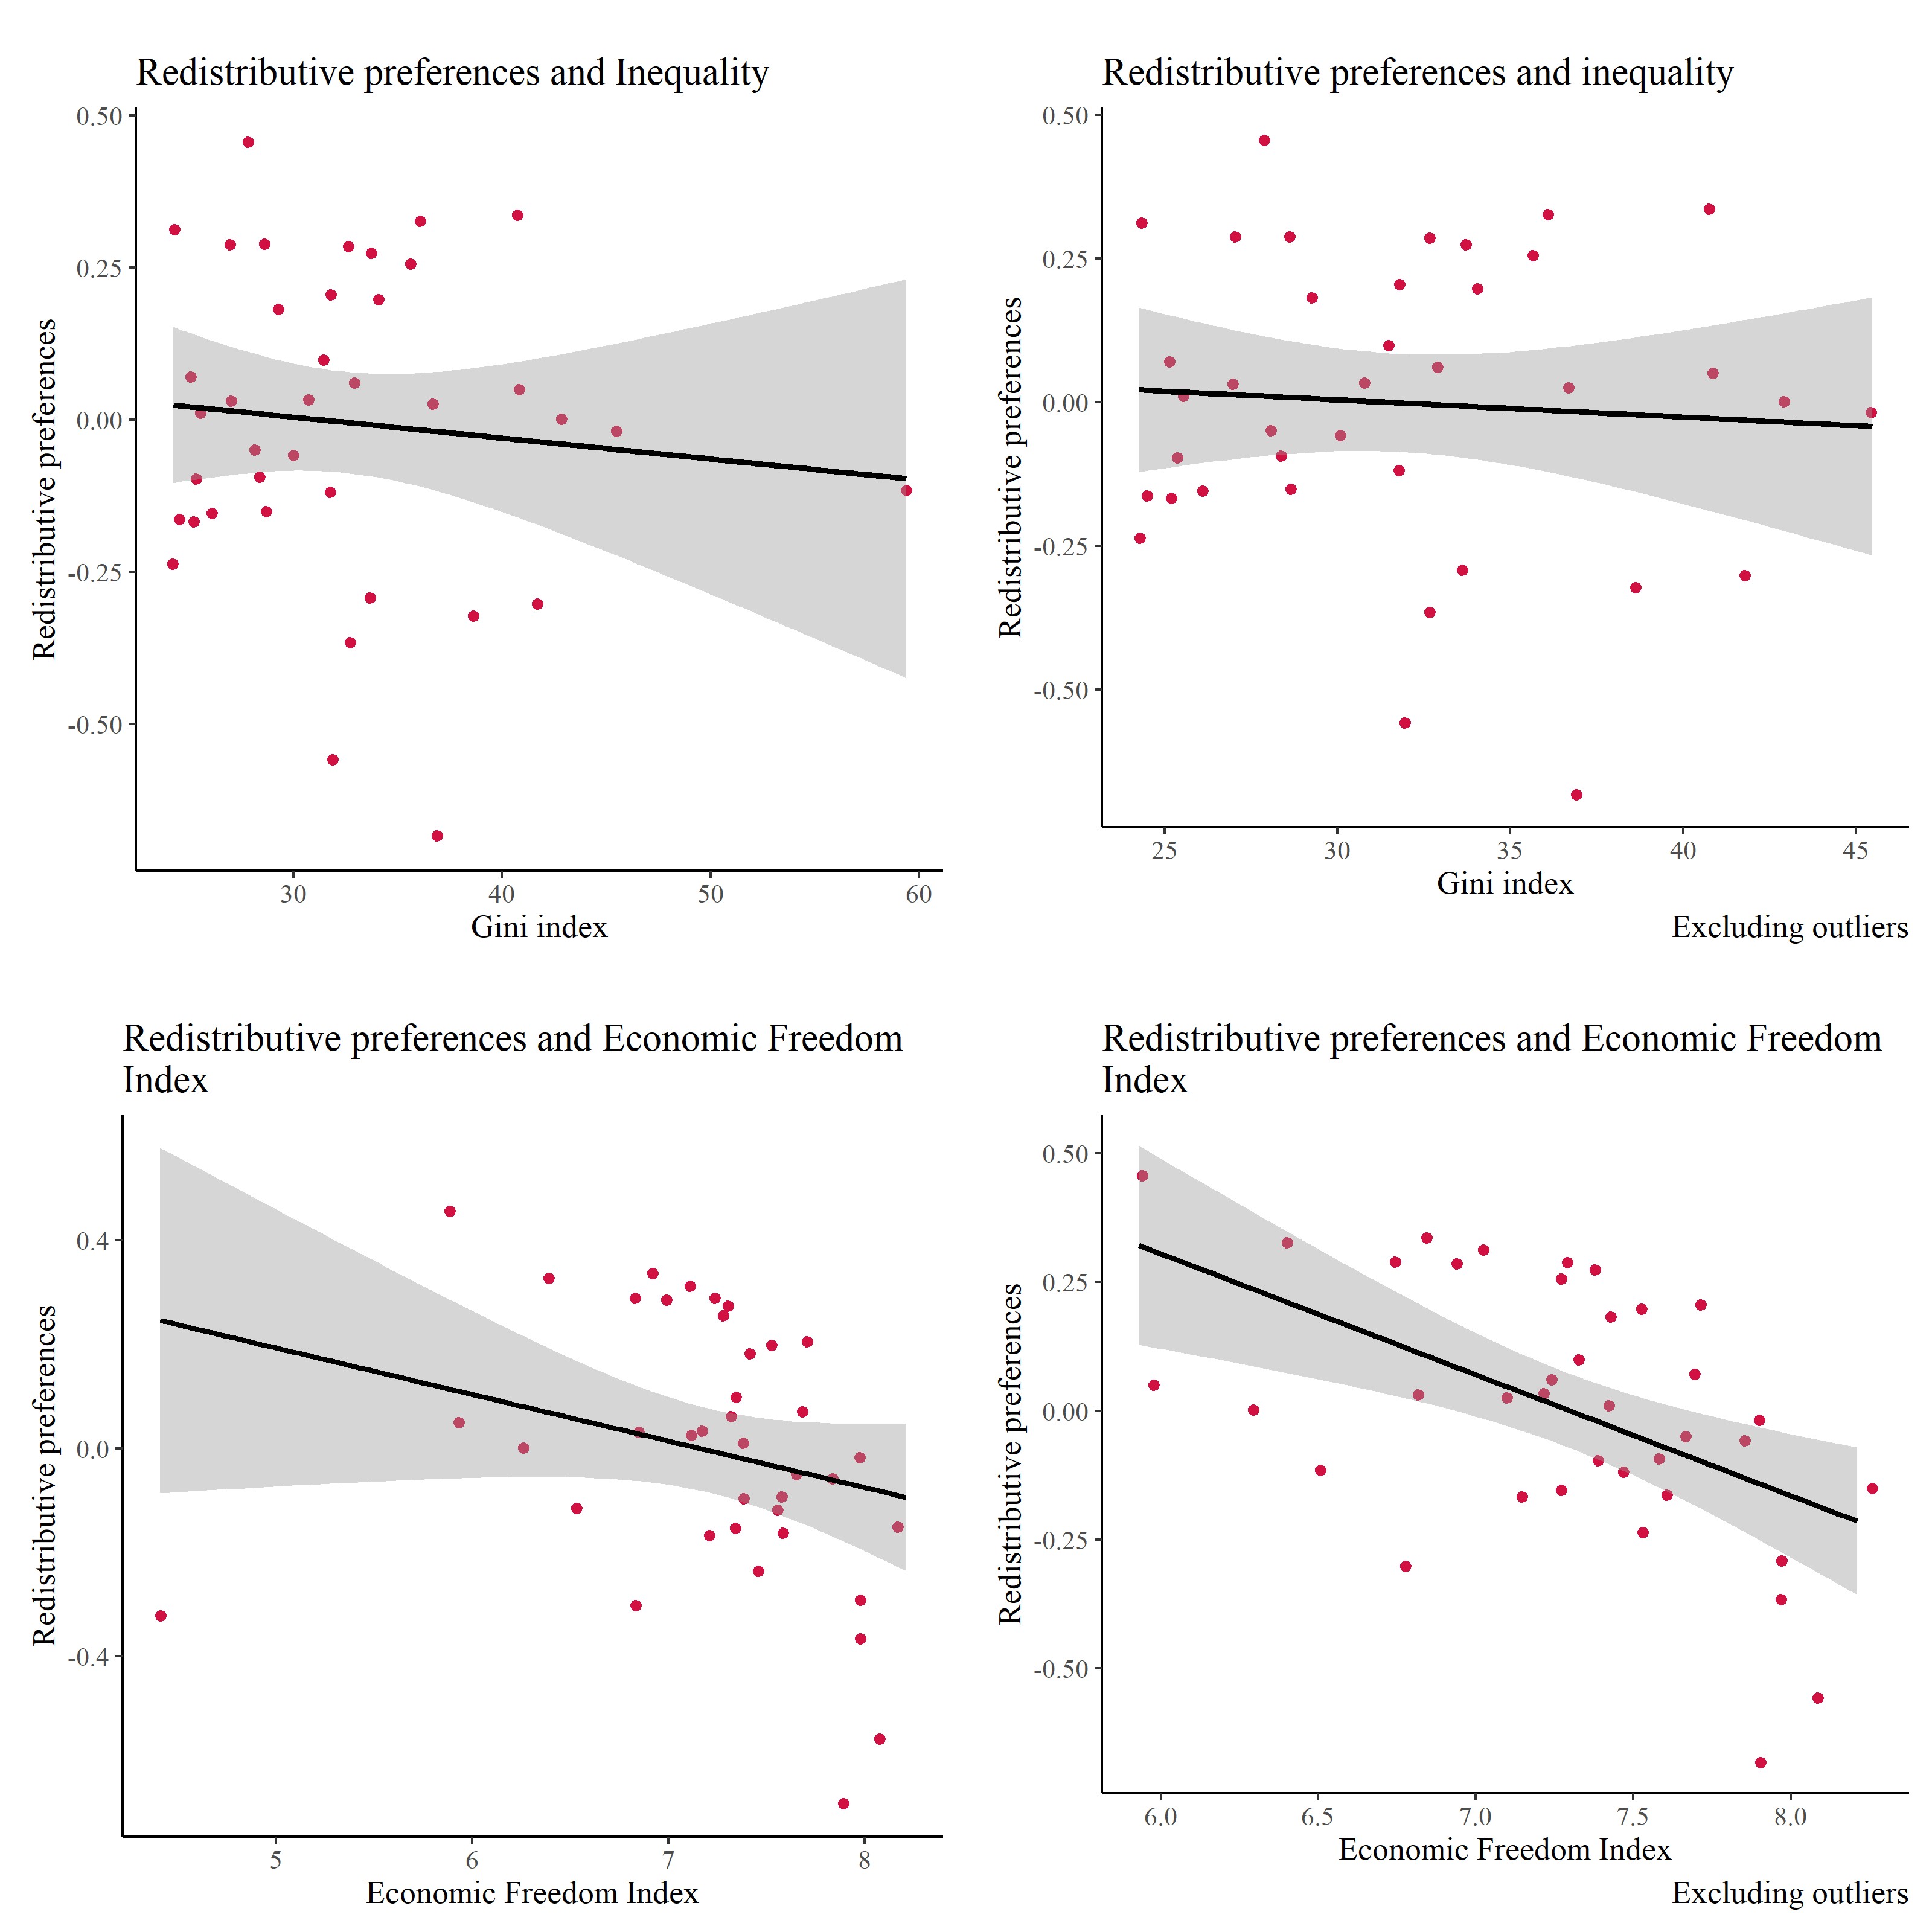 Redistributive preferences and Inequality
0.50
0.25
0.00
-0.25
-0.50
Redistributive preferences
30
40
50
60
Gini index
Redistributive preferences and inequality
0.50
0.25
0.00
-0.25
-0.50
Redistributive preferences
25
30
35
40
45
Gini index
Excluding outliers
Redistributive preferences and Economic Freedom
Index
0.4
0.0
-0.4
Redistributive preferences
5
6
7
8
Economic Freedom Index
Redistributive preferences and Economic Freedom
Index
0.50
0.25
0.00
-0.25
-0.50
Redistributive preferences
6.0
6.5
7.0
7.5
8.0
Economic Freedom Index
Excluding outliers